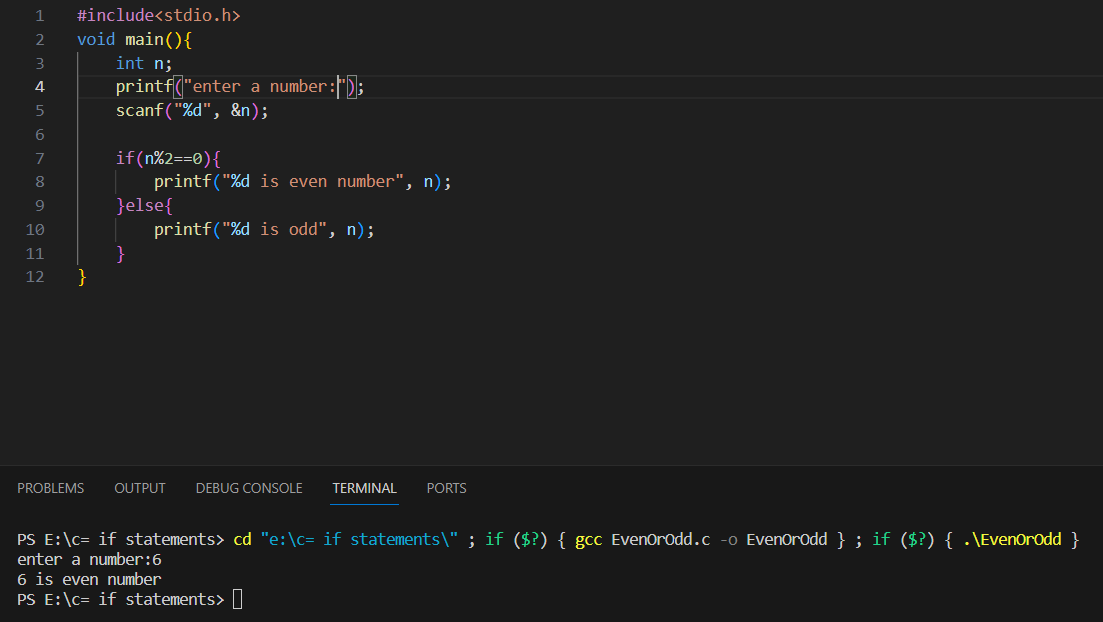 1 #include<stdio.h>
2 void main(){
3     int n;
4     printf("enter a number:");
5     scanf("%d", &n);
6
7     if(n%2==0){
8         printf("%d is even number", n);
9     }else{
10         printf("%d is odd", n);
11     }
12 }
PROBLEMS OUTPUT DEBUG CONSOLE TERMINAL PORTS
PS E:\c= if statements> cd "e:\c= if statements\" ; if ($?) { gcc EvenOrOdd.c -o EvenOrOdd } ; if ($?) { .\EvenOrOdd }
enter a number:6
6 is even number
PS E:\c= if statements>